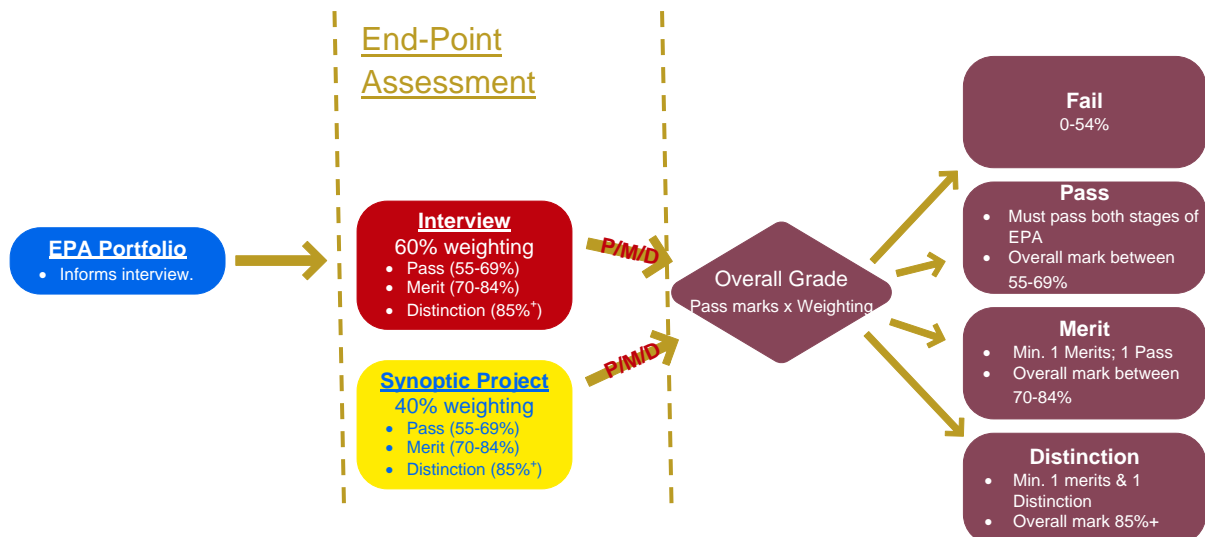 End-Point
Assessment
EPA Portfolio
• Informs interview.
Interview
60% weighting
• Pass (55-69%)
• Merit (70-84%)
• Distinction (85%⁺)
P/M/D
Synoptic Project
40% weighting
• Pass (55-69%)
• Merit (70-84%)
• Distinction (85%⁺)
P/M/D
Overall Grade
Pass marks x Weighting
Fail
0-54%
Pass
• Must pass both stages of
EPA
• Overall mark between
55-69%
Merit
• Min. 1 Merits; 1 Pass
• Overall mark between
70-84%
Distinction
• Min. 1 merits & 1
Distinction
• Overall mark 85%+